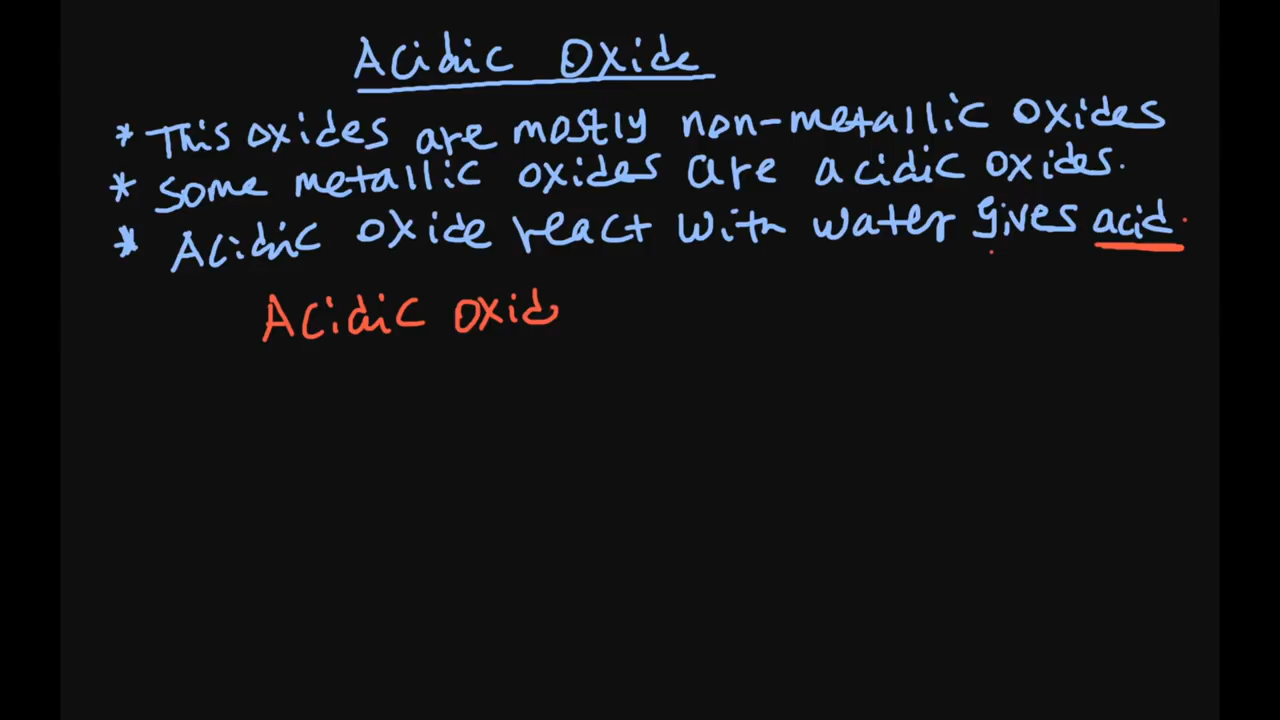 Acidic Oxide
* This oxides are mostly non-metallic oxides
* Some metallic oxides are acidic oxides.
* Acidic oxide react with water gives acid.
Acidic oxid